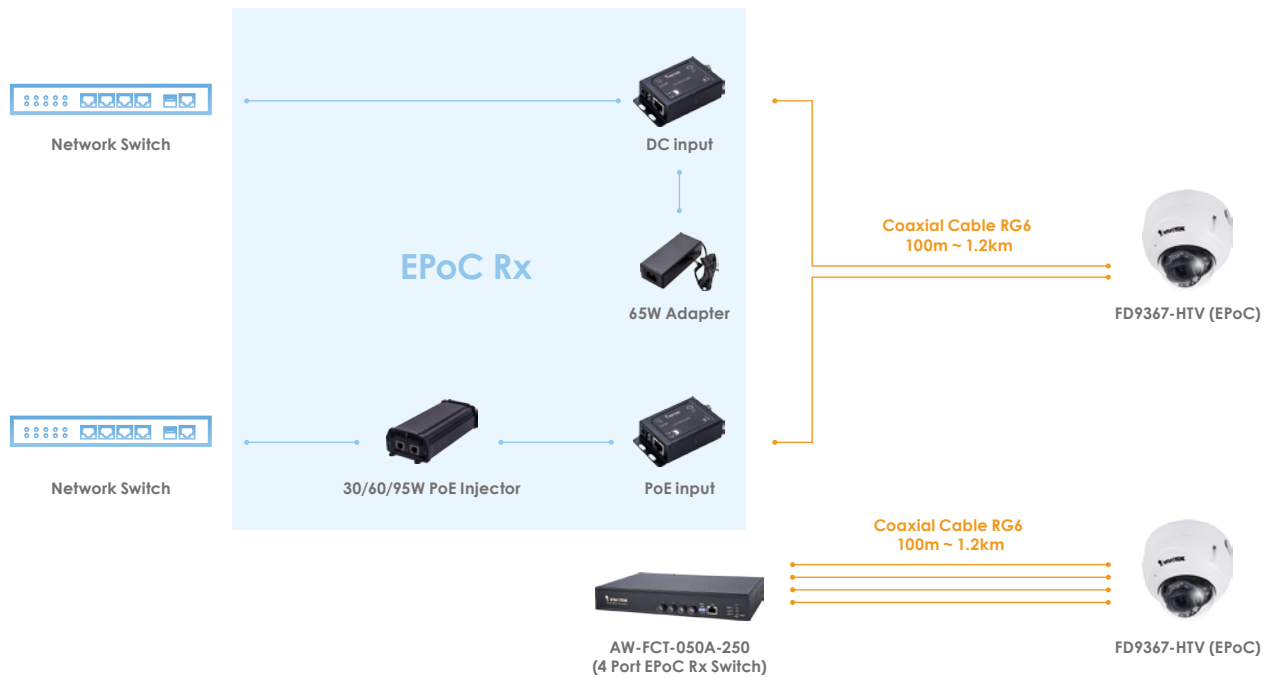 Network Switch
DC input
EPoC Rx
65W Adapter
Coaxial Cable RG6
100m ~ 1.2km
FD9367-HTV (EPoC)
Network Switch
30/60/95W PoE Injector
PoE input
Coaxial Cable RG6
100m ~ 1.2km
AW-FCT-050A-250
(4 Port EPoC Rx Switch)
FD9367-HTV (EPoC)